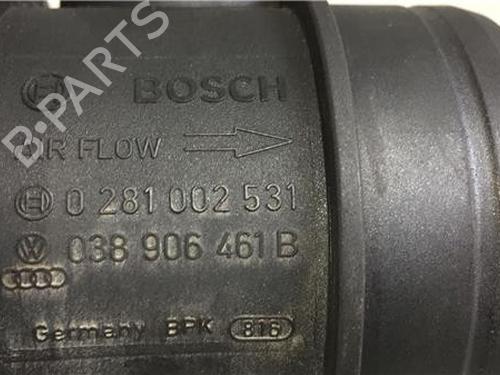 BOSCH
AIR FLOW
0 281 002 531
038 906 461 B
Germany BPK 816
B-PARTS